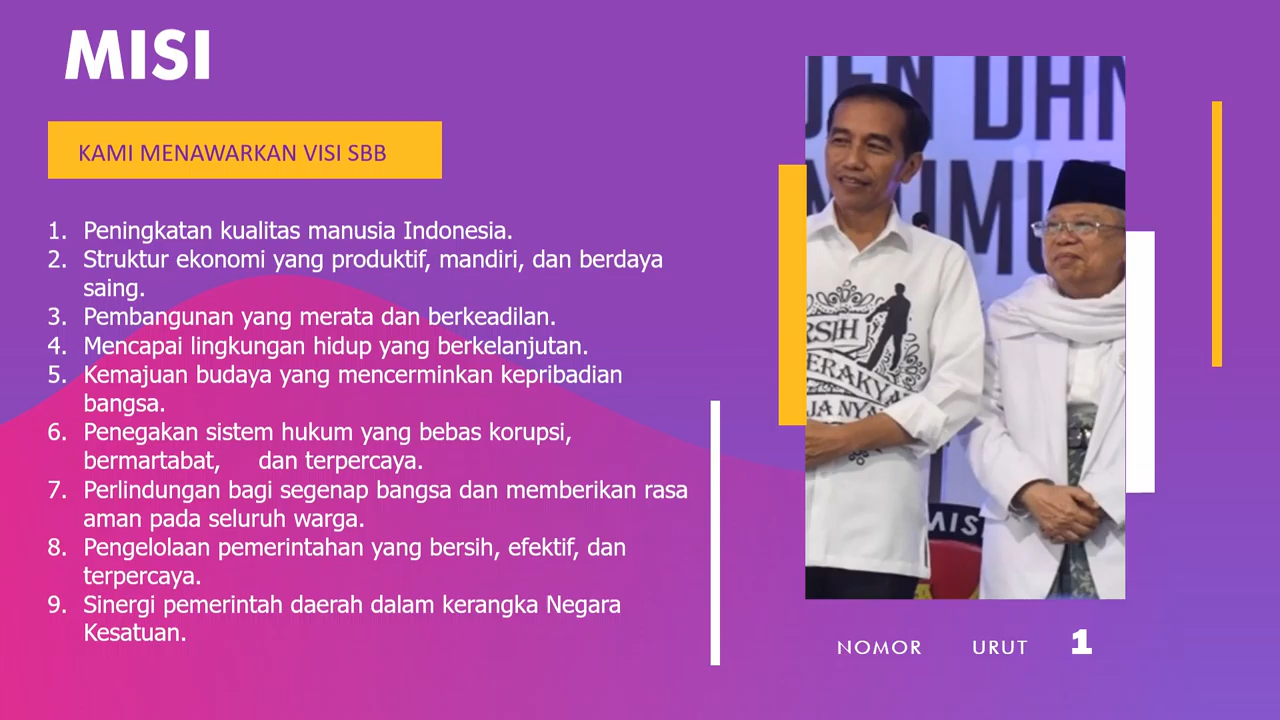 MISI
KAMI MENAWARKAN VISI SBB
1. Peningkatan kualitas manusia Indonesia.
2. Struktur ekonomi yang produktif, mandiri, dan berdaya
saing.
3. Pembangunan yang merata dan berkeadilan.
4. Mencapai lingkungan hidup yang berkelanjutan.
5. Kemajuan budaya yang mencerminkan kepribadian
bangsa.
6. Penegakan sistem hukum yang bebas korupsi,
bermartabat, dan terpercaya.
7. Perlindungan bagi segenap bangsa dan memberikan rasa
aman pada seluruh warga.
8. Pengelolaan pemerintahan yang bersih, efektif, dan
terpercaya.
9. Sinergi pemerintah daerah dalam kerangka Negara
Kesatuan.
NOMOR URUT 1